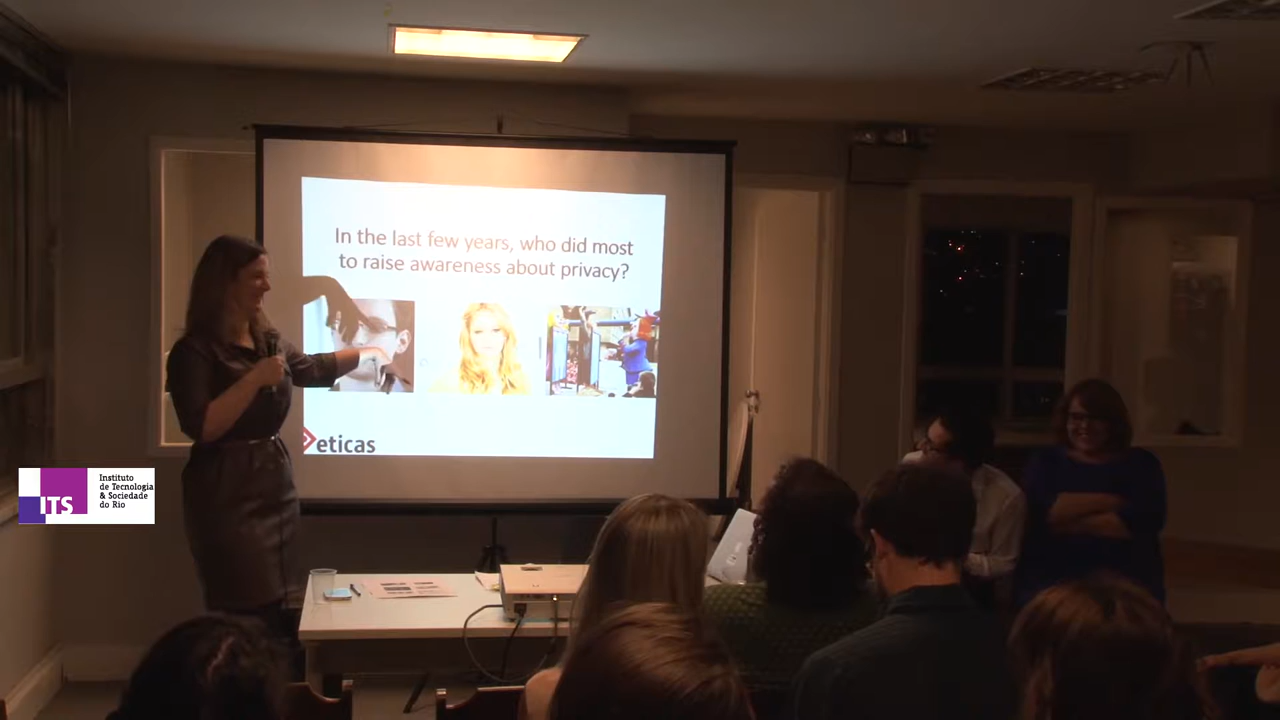 In the last few years, who did most
to raise awareness about privacy?
eticas
ITS
Instituto
de Tecnologia
& Sociedade
do Rio